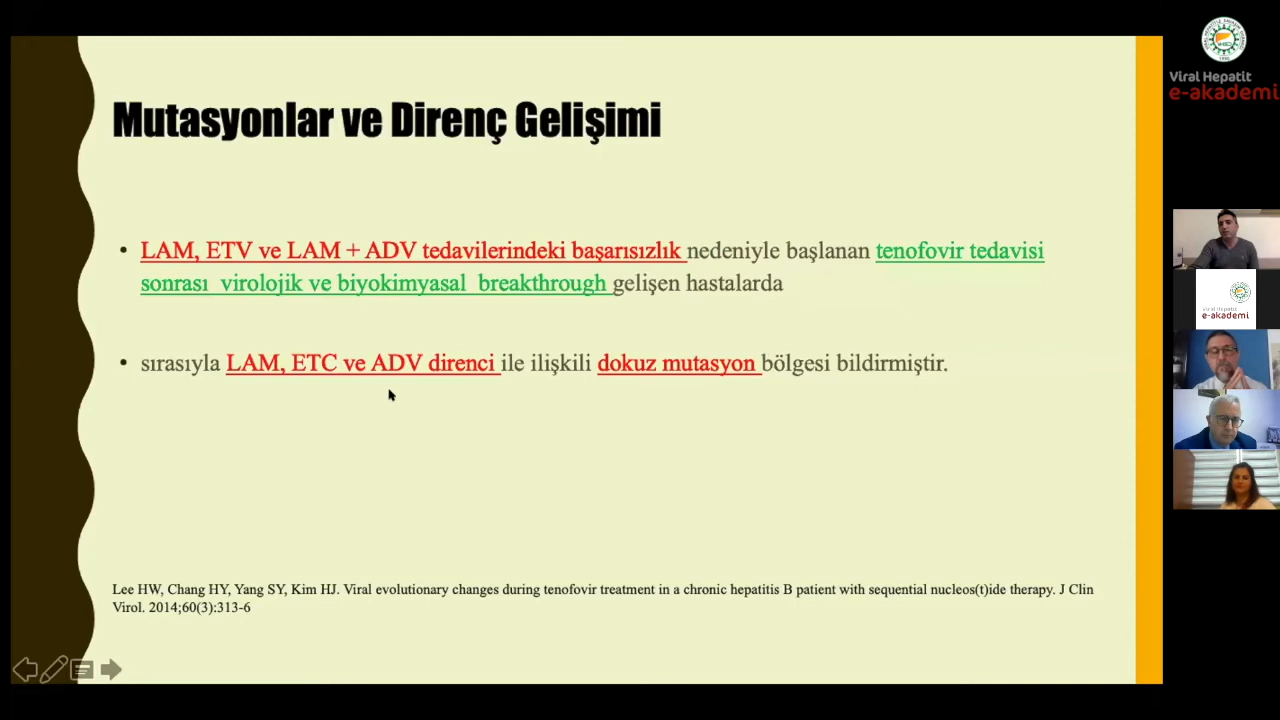 Mutasyonlar ve Direnç Gelişimi
• LAM, ETV ve LAM + ADV tedavilerindeki başarısızlık nedeniyle başlanan tenofovir tedavisi
sonrası virolojik ve biyokimyasal breakthrough gelişen hastalarda
• sırasıyla LAM, ETC ve ADV direnci ile ilişkili dokuz mutasyon bölgesi bildirmiştir.
Lee HW, Chang HY, Yang SY, Kim HJ. Viral evolutionary changes during tenofovir treatment in a chronic hepatitis B patient with sequential nucleos(t)ide therapy. J Clin
Virol. 2014;60(3):313-6
Viral Hepatit
e-akademi
Viral Hepatit
e-akademi